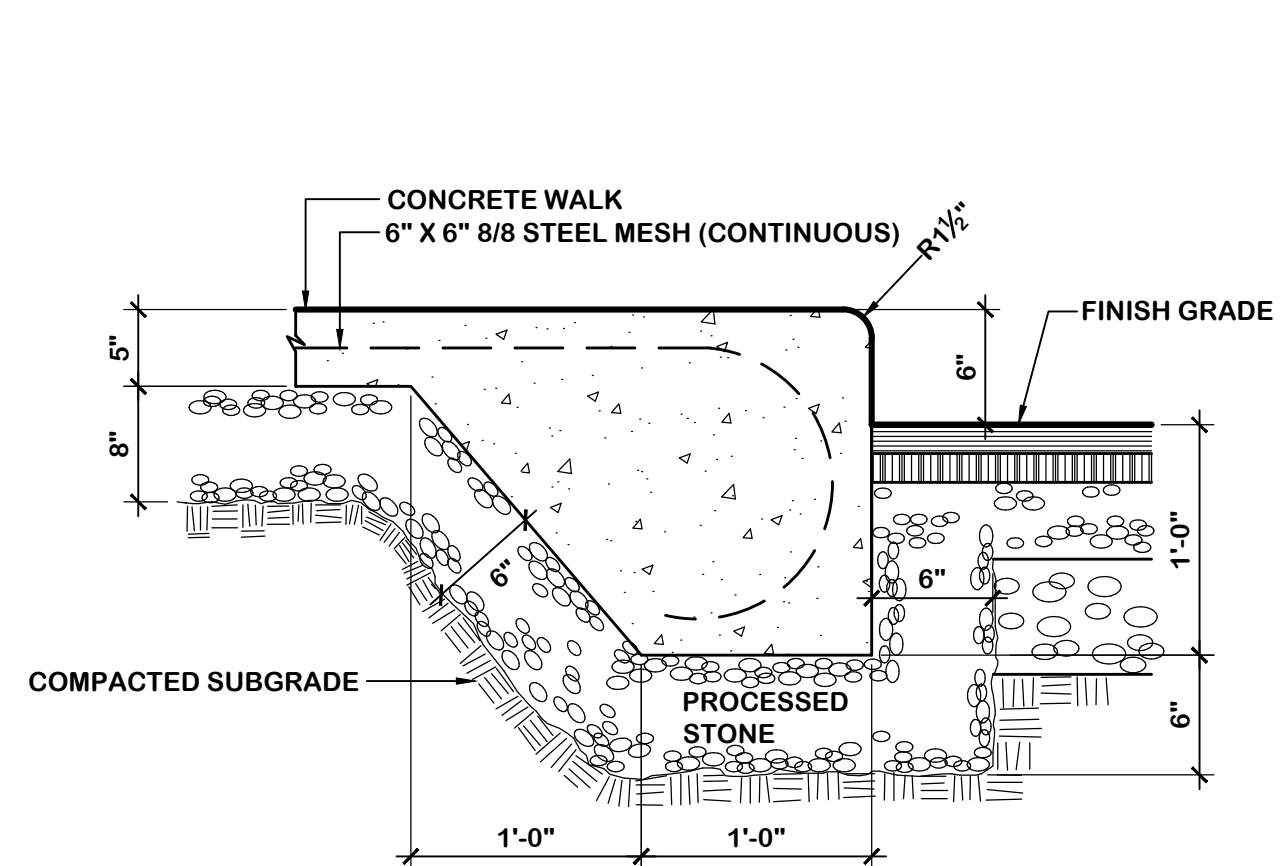 CONCRETE WALK
6" X 6" 8/8 STEEL MESH (CONTINUOUS)
R1½"
FINISH GRADE
5"
6"
8"
1'-0"
6"
6"
COMPACTED SUBGRADE
PROCESSED
STONE
6"
1'-0"
1'-0"